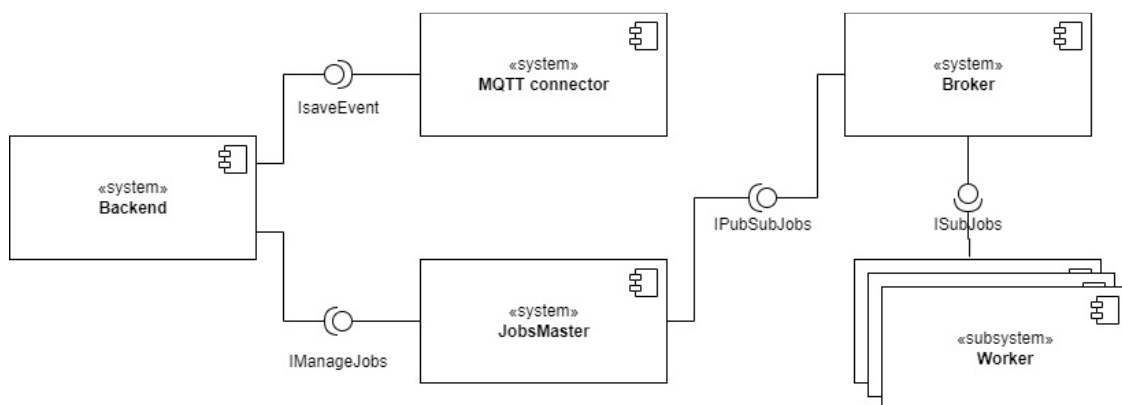 «system»
MQTT connector
«system»
Broker
IsaveEvent
«system»
Backend
IPubSubJobs
ISubJobs
«system»
JobsMaster
IManageJobs
«subsystem»
Worker